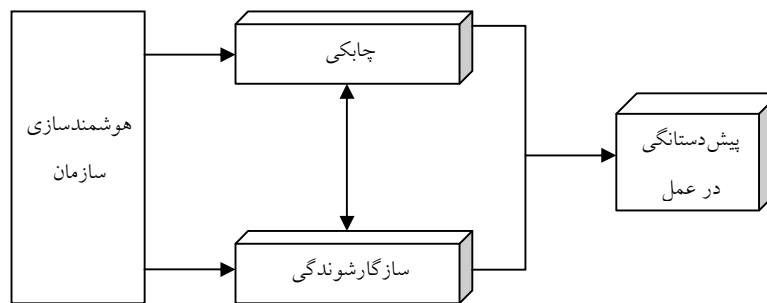 هوشمندسازی
سازمان
چابکی
سازگارشوندگی
پیش‌دستانگی
در عمل